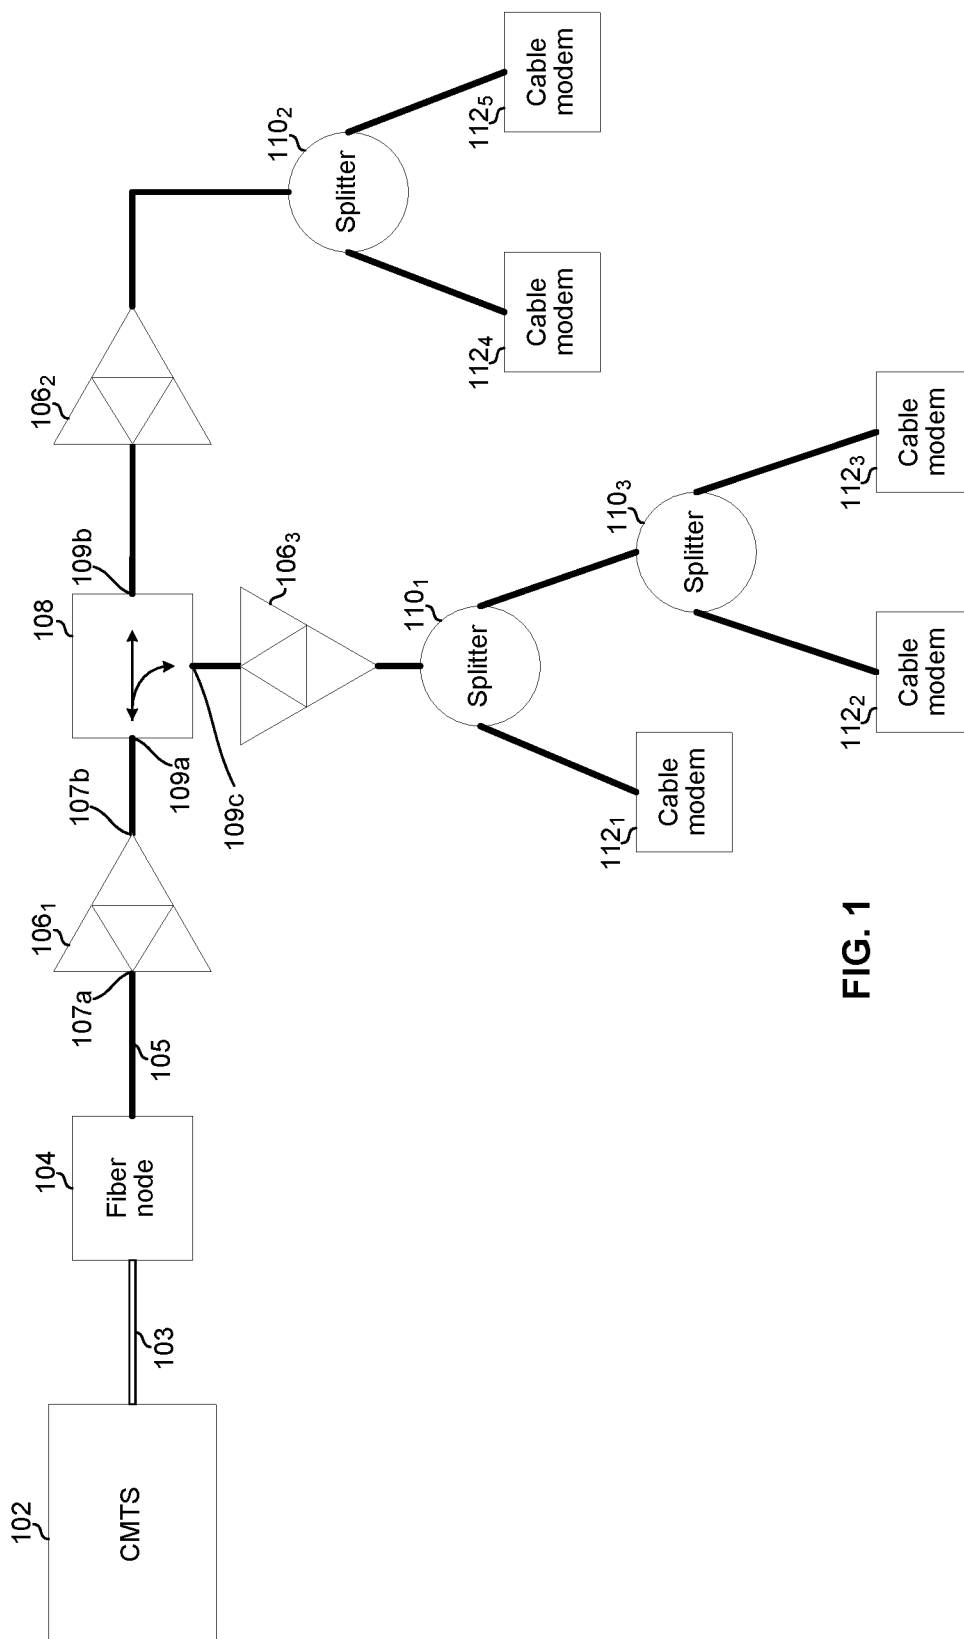 102
CMTS
103
104
Fiber
node
105
107a
106₁
107b
109a
108
109b
109c
106₂
106₃
110₁
Splitter
110₂
Splitter
110₃
Splitter
112₁
Cable
modem
112₂
Cable
modem
112₃
Cable
modem
112₄
Cable
modem
112₅
Cable
modem
FIG. 1